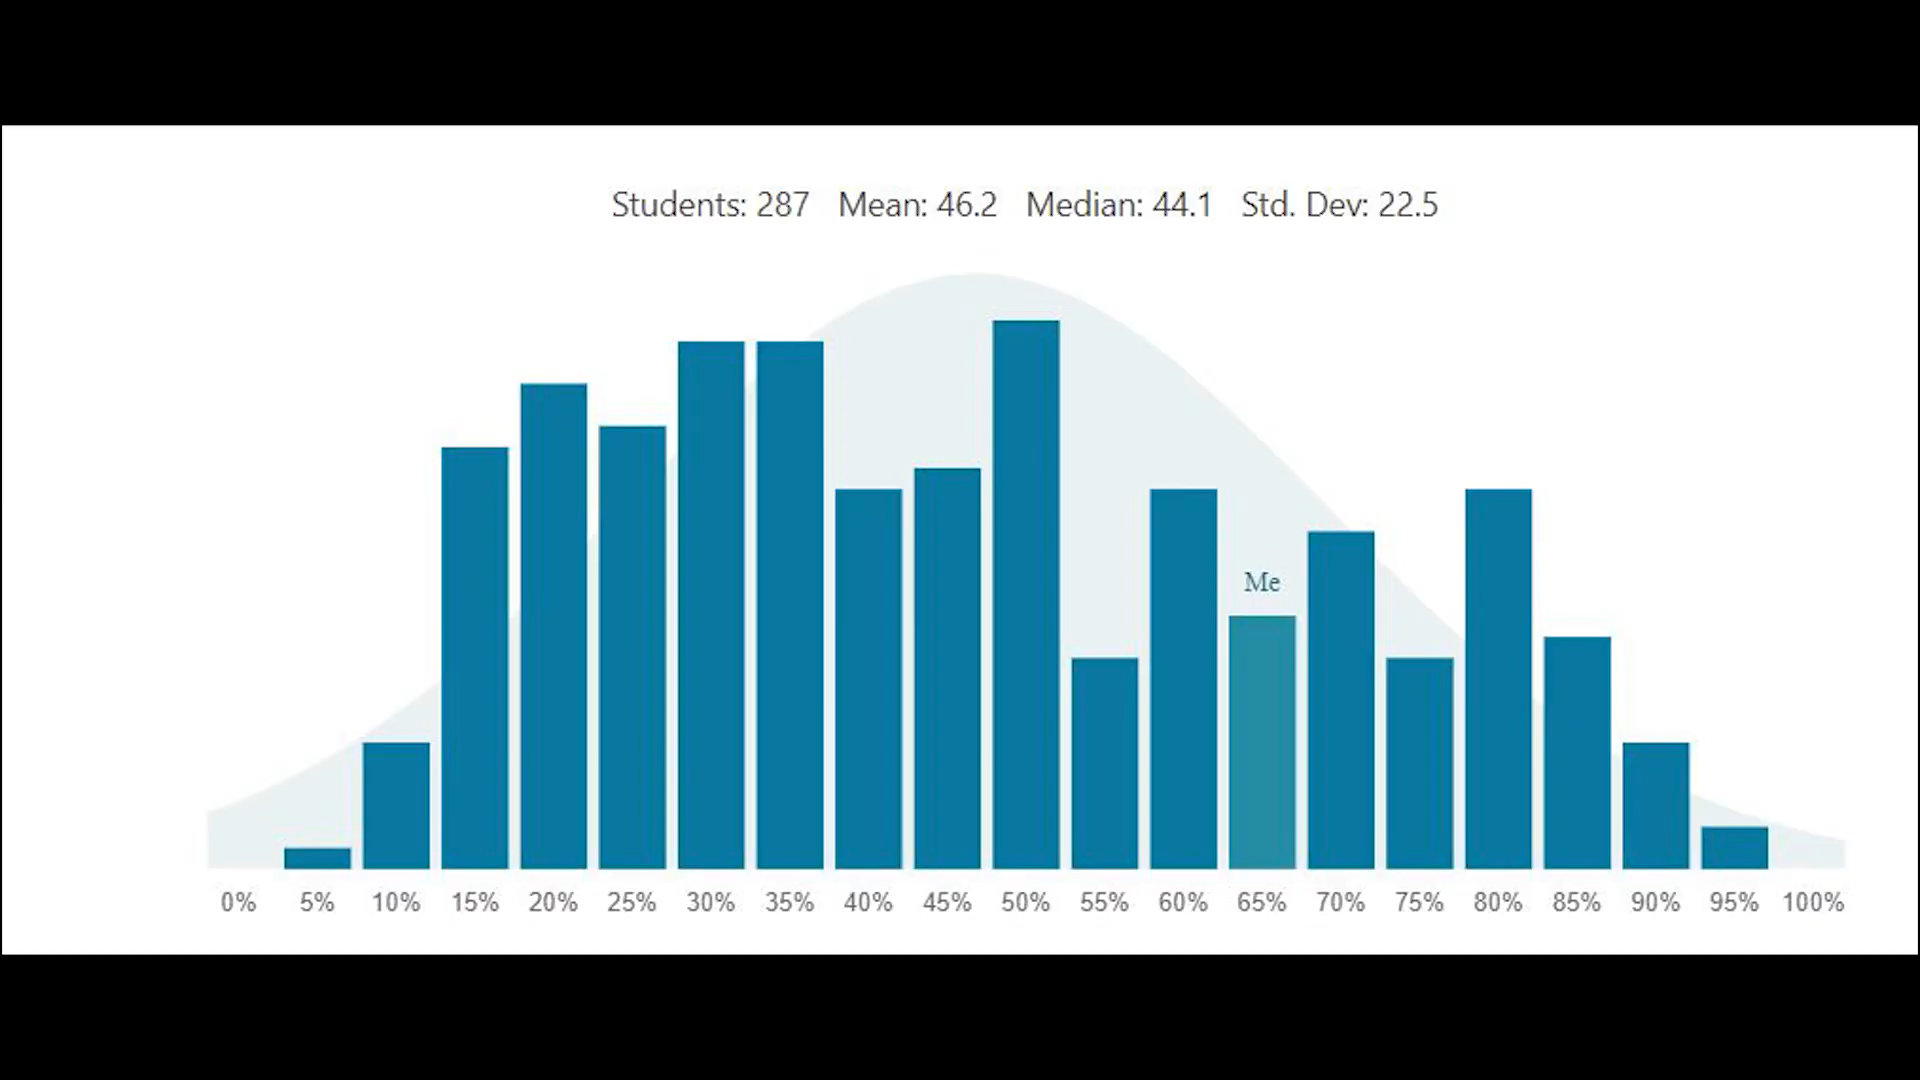 Students: 287 Mean: 46.2 Median: 44.1 Std. Dev: 22.5
Me
0% 5% 10% 15% 20% 25% 30% 35% 40% 45% 50% 55% 60% 65% 70% 75% 80% 85% 90% 95% 100%